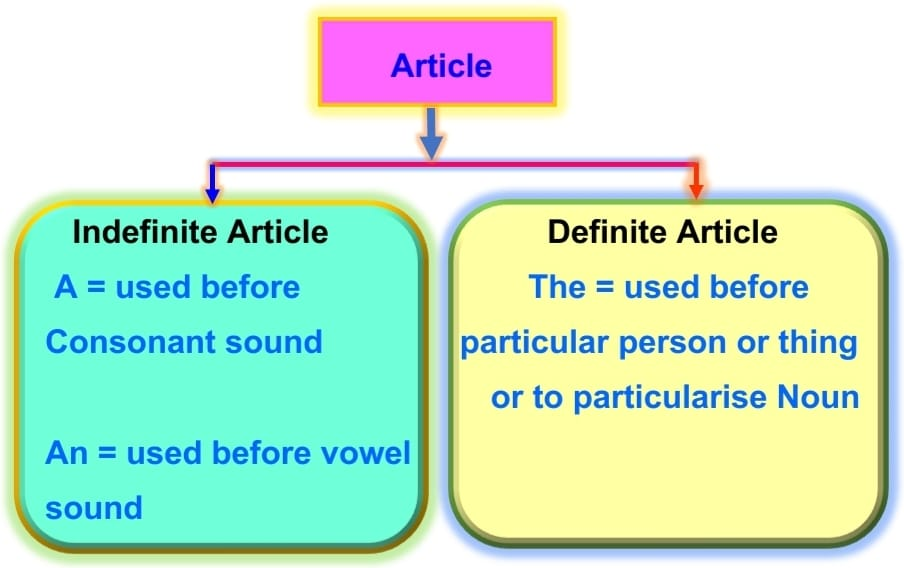 Article
Indefinite Article
A = used before
Consonant sound
An = used before vowel
sound
Definite Article
The = used before
particular person or thing
or to particularise Noun